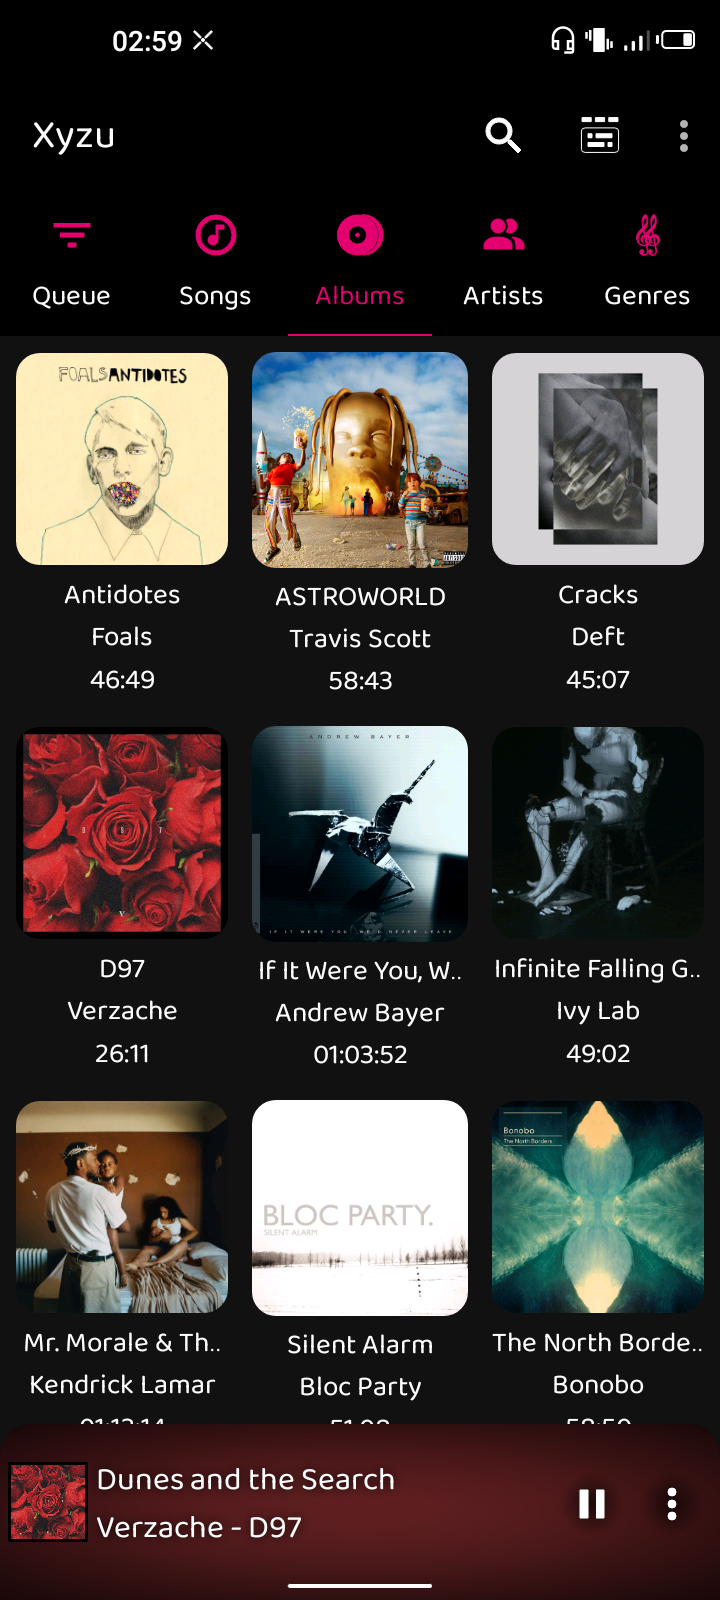 02:59
Xyzu
Queue Songs Albums Artists Genres
FOALS ANTIDOTES
Antidotes
Foals
46:49
ASTROWORLD
Travis Scott
58:43
Cracks
Deft
45:07
D 9 7
V
D97
Verzache
26:11
ANDREW BAYER
IF IT WERE YOU, WE'D NEVER LEAVE
If It Were You, W..
Andrew Bayer
01:03:52
Infinite Falling G..
Ivy Lab
49:02
Mr. Morale & Th..
Kendrick Lamar
BLOC PARTY.
SILENT ALARM
Silent Alarm
Bloc Party
Bonobo
The North Borders
The North Borde..
Bonobo
Dunes and the Search
Verzache - D97